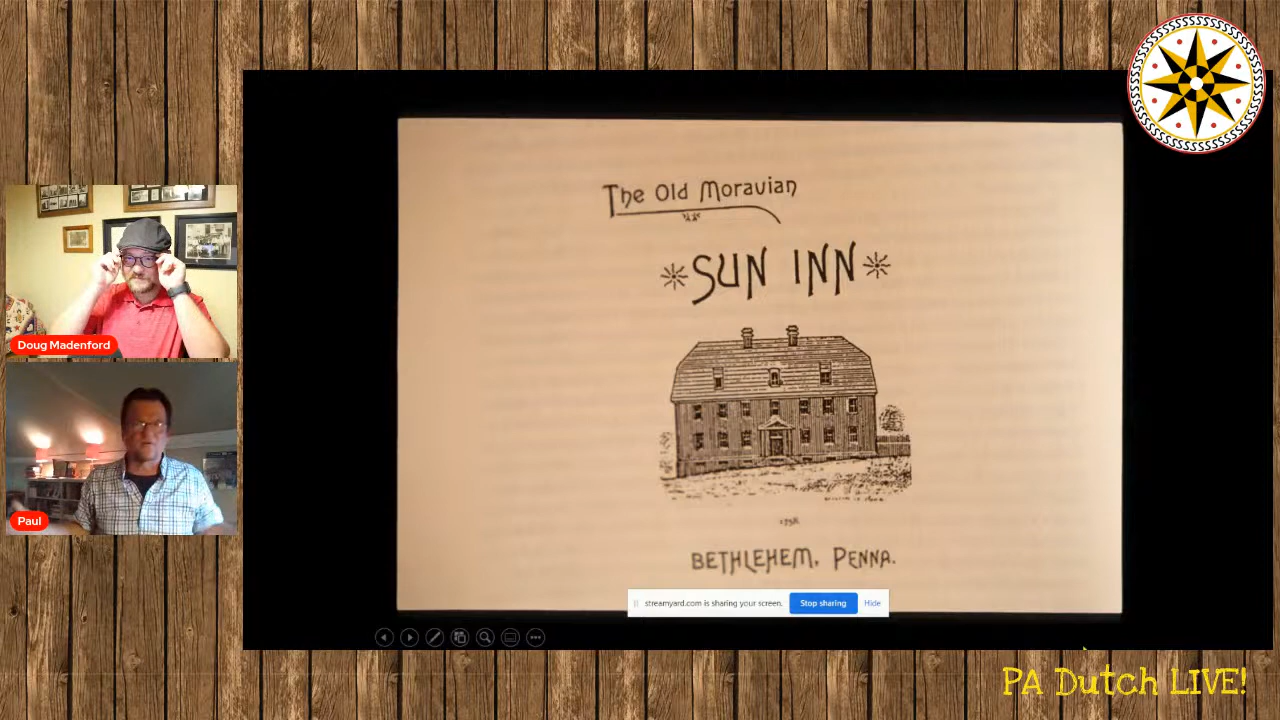 The Old Moravian
SUN INN
1758.
BETHLEHEM, PENNA.
streamyard.com is sharing your screen.
Stop sharing
Hide
Doug Madenford
Paul
PA Dutch LIVE!